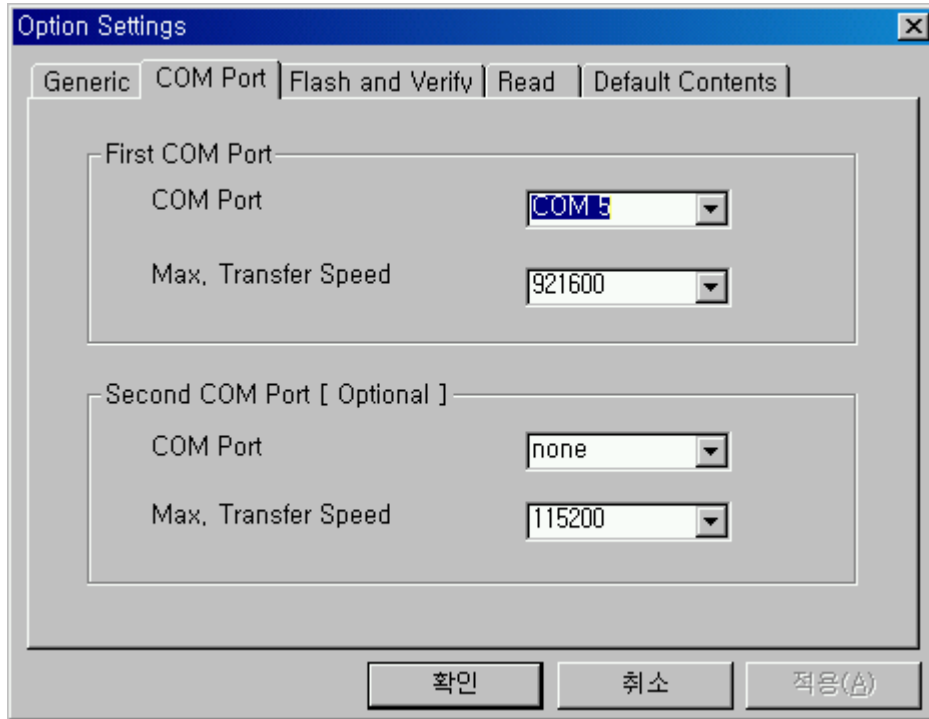 Option Settings
Generic COM Port Flash and Verify Read Default Contents
First COM Port
COM Port COM 5
Max, Transfer Speed 921600
Second COM Port [ Optional ]
COM Port none
Max, Transfer Speed 115200
확인 취소 적용(A)